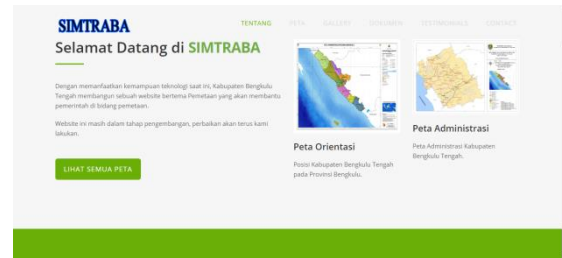 SIMTRABA
TENTANG PETA GALLERY DOKUMEN TESTIMONIALS CONTACT
Selamat Datang di SIMTRABA
Dengan memanfaatkan kemampuan teknologi saat ini, Kabupaten Bengkulu
Tengah membangun sebuah website bertema Pemetaan yang akan membantu
pemerintah di bidang pemetaan.
Website ini masih dalam tahap pengembangan, perbaikan akan terus kami
lakukan.
LIHAT SEMUA PETA
Peta Orientasi
Posisi Kabupaten Bengkulu Tengah
pada Provinsi Bengkulu.
Peta Administrasi
Peta Administrasi Kabupaten
Bengkulu Tengah.